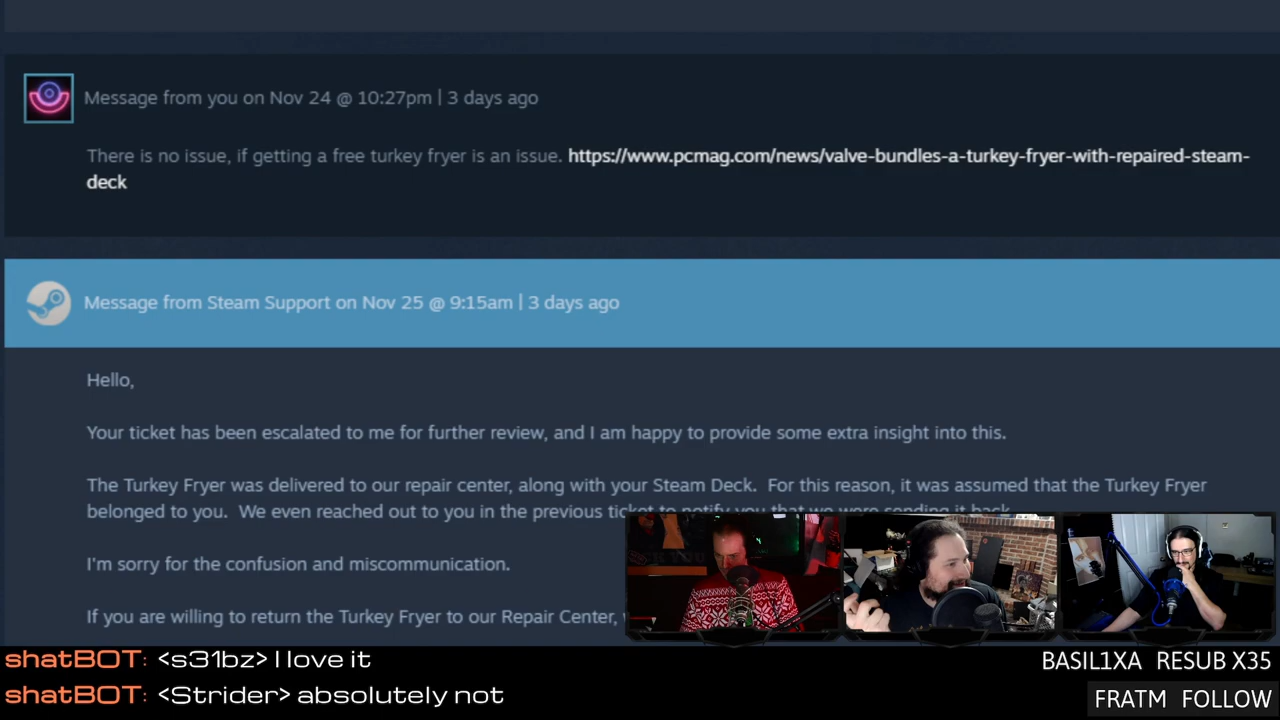 Message from you on Nov 24 @ 10:27pm | 3 days ago
There is no issue, if getting a free turkey fryer is an issue. https://www.pcmag.com/news/valve-bundles-a-turkey-fryer-with-repaired-steam-
deck
Message from Steam Support on Nov 25 @ 9:15am | 3 days ago
Hello,
Your ticket has been escalated to me for further review, and I am happy to provide some extra insight into this.
The Turkey Fryer was delivered to our repair center, along with your Steam Deck. For this reason, it was assumed that the Turkey Fryer
belonged to you. We even reached out to you in the previous ticket to notify you that we were sending it back.
I'm sorry for the confusion and miscommunication.
If you are willing to return the Turkey Fryer to our Repair Center,
shatBOT: <s31bz> I love it
BASIL1XA RESUB X35
shatBOT: <Strider> absolutely not
FRATM FOLLOW